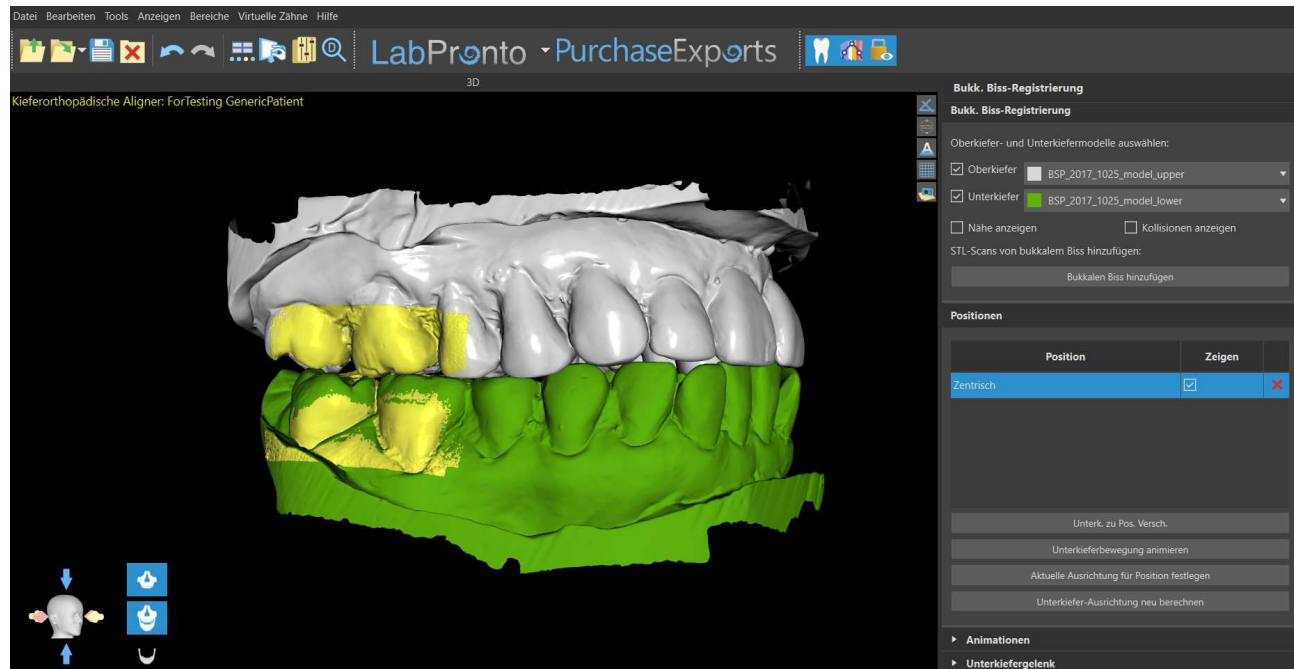 Datei Bearbeiten Tools Anzeigen Bereiche Virtuelle Zähne Hilfe
D LabPronto PurchaseExports
3D
Kieferorthopädische Aligner: ForTesting GenericPatient
A
Bukk. Biss-Registrierung
Bukk. Biss-Registrierung
Oberkiefer- und Unterkiefermodelle auswählen:
Oberkiefer BSP_2017_1025_model_upper
Unterkiefer BSP_2017_1025_model_lower
Nähe anzeigen Kollisionen anzeigen
STL-Scans von bukkalem Biss hinzufügen:
Bukkalen Biss hinzufügen
Positionen
Position Zeigen
Zentrisch
Unterk. zu Pos. Versch.
Unterkieferbewegung animieren
Aktuelle Ausrichtung für Position festlegen
Unterkiefer-Ausrichtung neu berechnen
Animationen
Unterkiefergelenk